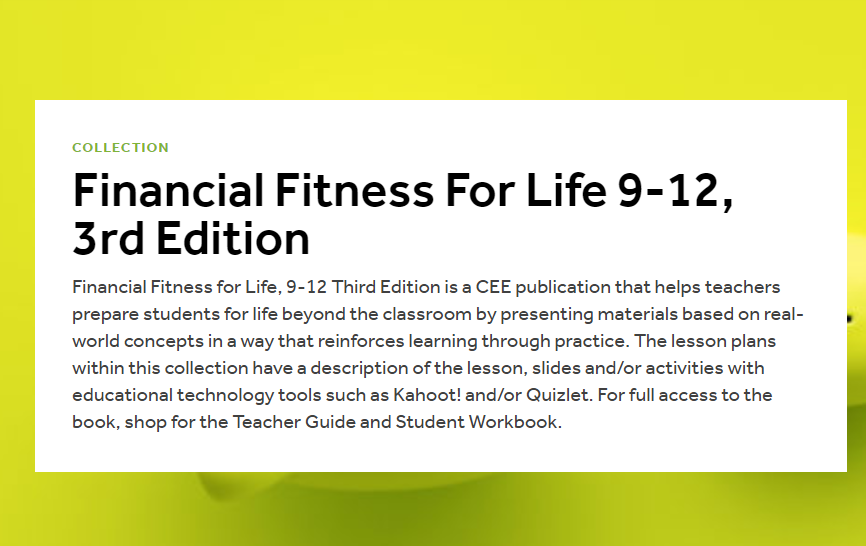 COLLECTION
Financial Fitness For Life 9-12,
3rd Edition
Financial Fitness for Life, 9-12 Third Edition is a CEE publication that helps teachers
prepare students for life beyond the classroom by presenting materials based on real-
world concepts in a way that reinforces learning through practice. The lesson plans
within this collection have a description of the lesson, slides and/or activities with
educational technology tools such as Kahoot! and/or Quizlet. For full access to the
book, shop for the Teacher Guide and Student Workbook.